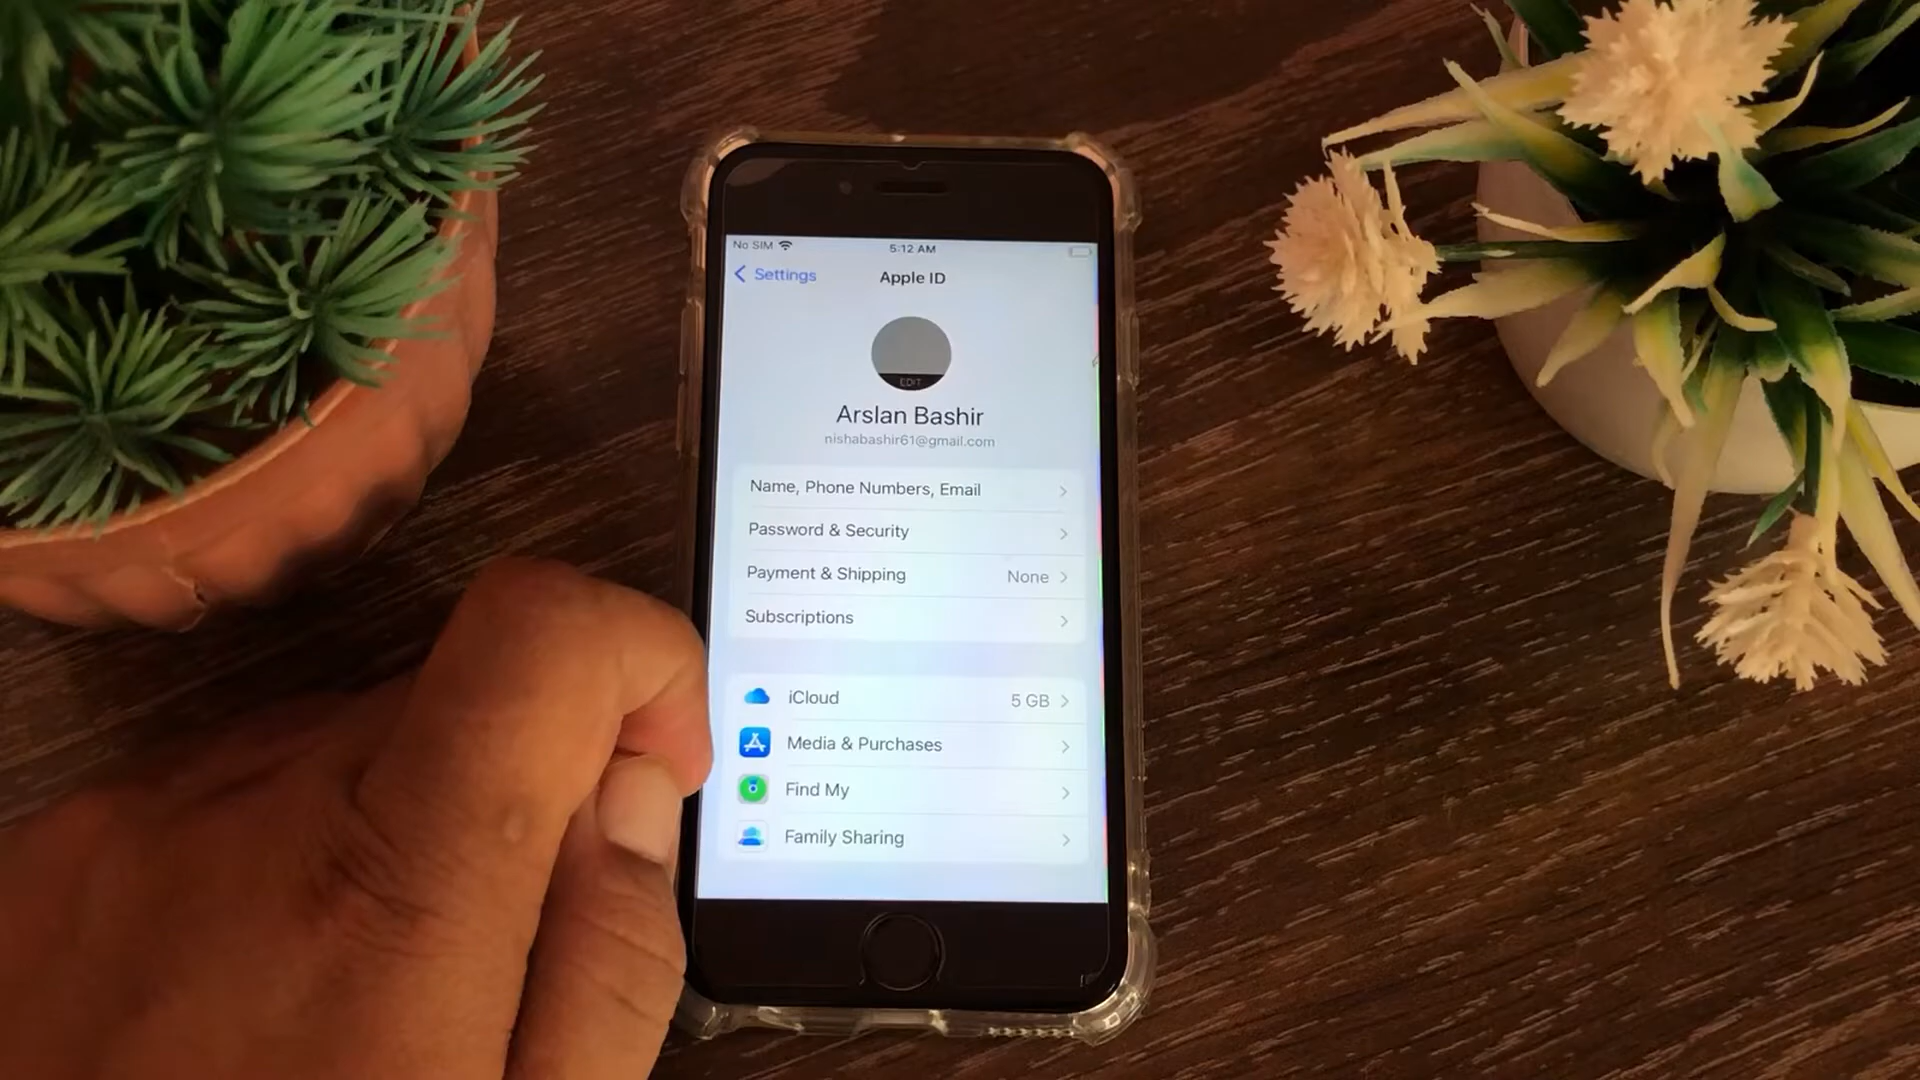 No SIM
5:12 AM
Settings
Apple ID
EDIT
Arslan Bashir
nishabashir61@gmail.com
Name, Phone Numbers, Email
Password & Security
Payment & Shipping None
Subscriptions
iCloud 5 GB
Media & Purchases
Find My
Family Sharing